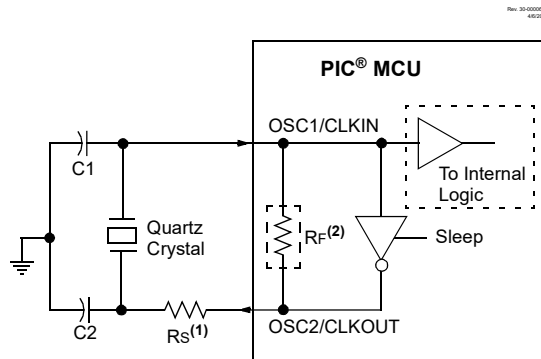 PIC® MCU
OSC1/CLKIN
C1
To Internal
Logic
Quartz
Crystal
RF(2)
Sleep
C2
RS(1)
OSC2/CLKOUT